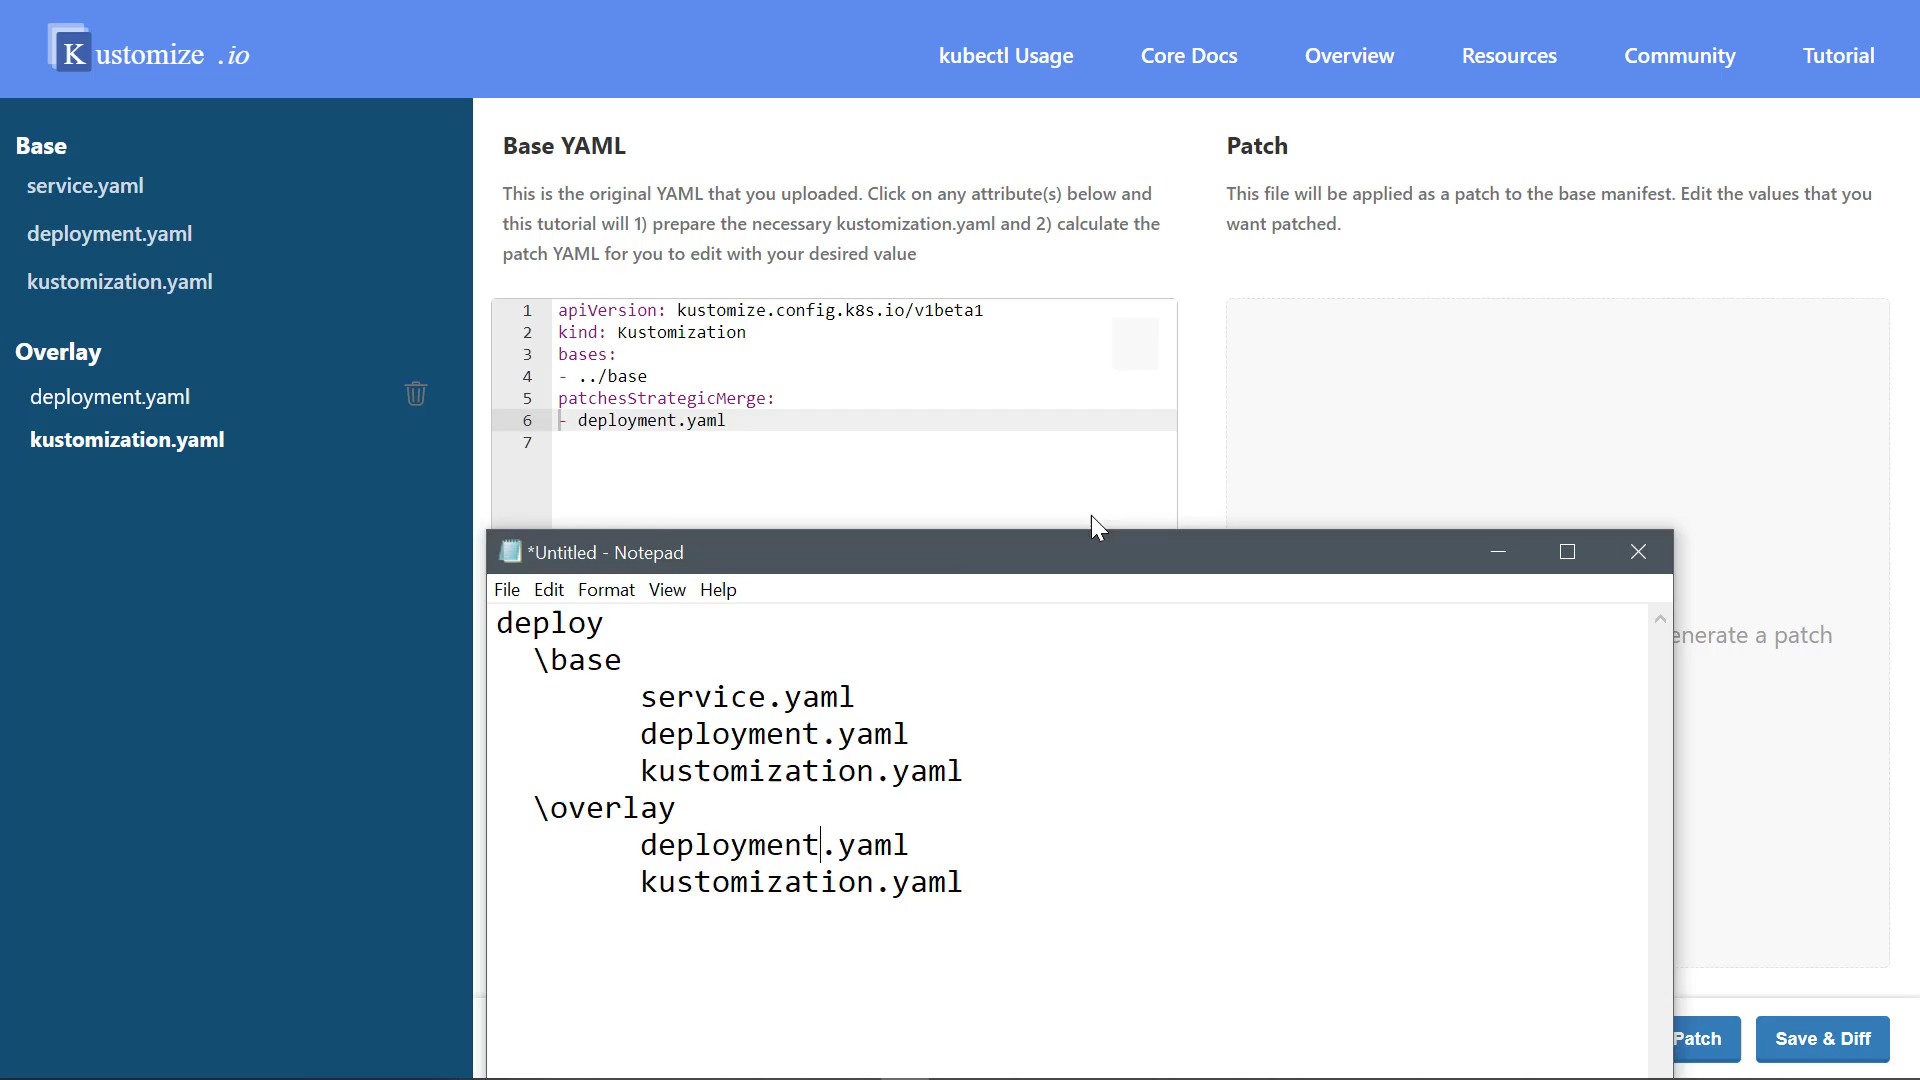 Kustomize .io
kubectl Usage
Core Docs
Overview
Resources
Community
Tutorial
Base
service.yaml
deployment.yaml
kustomization.yaml
Overlay
deployment.yaml
kustomization.yaml
Base YAML
This is the original YAML that you uploaded. Click on any attribute(s) below and
this tutorial will 1) prepare the necessary kustomization.yaml and 2) calculate the
patch YAML for you to edit with your desired value
1 apiVersion: kustomize.config.k8s.io/v1beta1
2 kind: Kustomization
3 bases:
4 - ../base
5 patchesStrategicMerge:
6 - deployment.yaml
7
Patch
This file will be applied as a patch to the base manifest. Edit the values that you
want patched.
enerate a patch
*Untitled - Notepad
File Edit Format View Help
deploy
\base
service.yaml
deployment.yaml
kustomization.yaml
\overlay
deployment.yaml
kustomization.yaml
Patch
Save & Diff